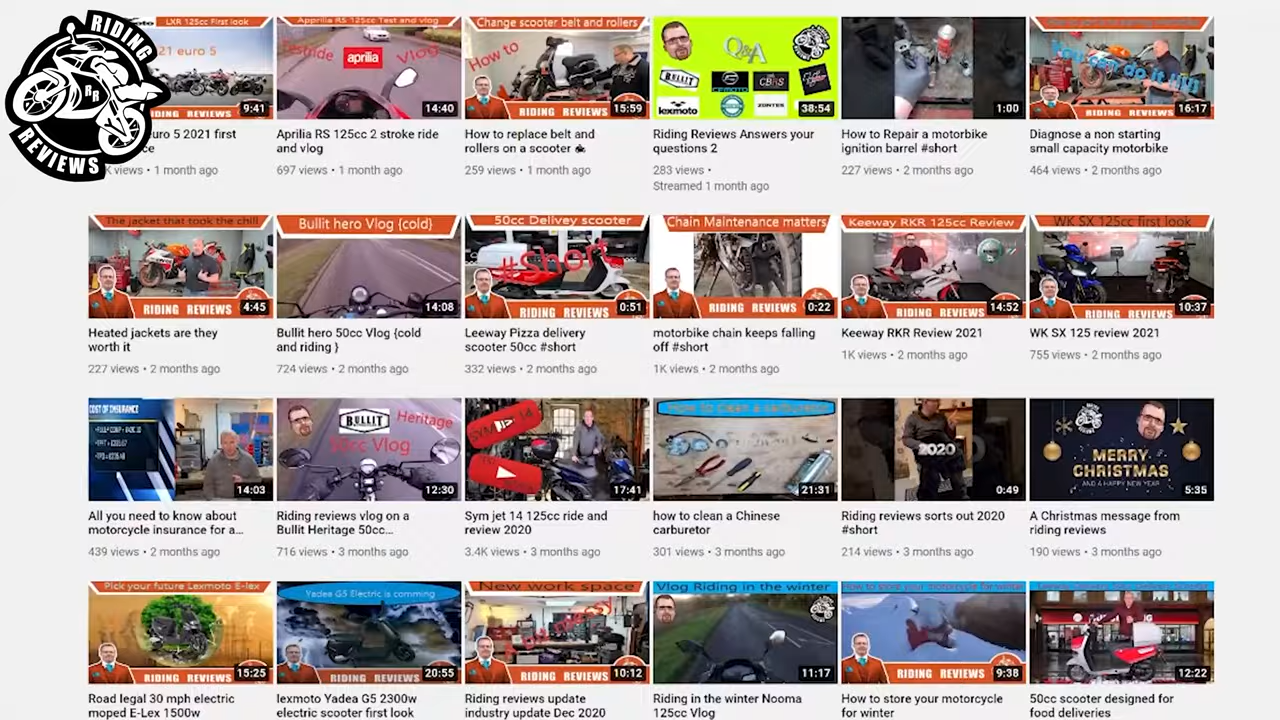 RIDING
RR
REVIEWS
LXR 125cc First look
21 euro 5
9:41
uro 5 2021 first
ce
K views • 1 month ago
Apprilia RS 125cc Test and vlog
Testride
aprilia
Vlog
14:40
Aprilia RS 125cc 2 stroke ride
and vlog
697 views • 1 month ago
Change scooter belt and rollers
How to
RIDING REVIEWS
15:59
How to replace belt and
rollers on a scooter
259 views • 1 month ago
Q&A
BULLIT
CFMOTO
lexmoto
ZONTES
38:54
Riding Reviews Answers your
questions 2
283 views •
Streamed 1 month ago
1:00
How to Repair a motorbike
ignition barrel #short
227 views • 2 months ago
You can do it
RIDING REVIEWS
16:17
Diagnose a non starting
small capacity motorbike
464 views • 2 months ago
The jacket that took the chill
RIDING REVIEWS
4:45
Heated jackets are they
worth it
227 views • 2 months ago
Bullit hero Vlog {cold}
14:08
Bullit hero 50cc Vlog {cold
and riding }
724 views • 2 months ago
50cc Delivey scooter
#Short
RIDING REVIEWS
0:51
Leeway Pizza delivery
scooter 50cc #short
332 views • 2 months ago
Chain Maintenance matters
RIDING REVIEWS
0:22
motorbike chain keeps falling
off #short
1K views • 2 months ago
Keeway RKR 125cc Review
RIDING REVIEWS
14:52
Keeway RKR Review 2021
1K views • 2 months ago
WK SX 125cc first look
RIDING REVIEWS
10:37
WK SX 125 review 2021
755 views • 2 months ago
COST OF INSURANCE
14:03
All you need to know about
motorcycle insurance for a...
439 views • 2 months ago
BULLIT
Heritage
50cc Vlog
12:30
Riding reviews vlog on a
Bullit Heritage 50cc...
716 views • 3 months ago
SYM 14
17:41
Sym jet 14 125cc ride and
review 2020
3.4K views • 3 months ago
How to clean a carburetor
21:31
how to clean a Chinese
carburetor
301 views • 3 months ago
2020
0:49
Riding reviews sorts out 2020
#short
214 views • 3 months ago
MERRY
CHRISTMAS
AND A HAPPY NEW YEAR
5:35
A Christmas message from
riding reviews
190 views • 3 months ago
Pick your future Lexmoto E-lex
RIDING REVIEWS
15:25
Road legal 30 mph electric
moped E-Lex 1500w
Yadea G5 Electric is comming
20:55
lexmoto Yadea G5 2300w
electric scooter first look
New work space
RIDING REVIEWS
10:12
Riding reviews update
industry update Dec 2020
Vlog Riding in the winter
11:17
Riding in the winter Nooma
125cc Vlog
How to store your motorcycle for winter
RIDING REVIEWS
9:38
How to store your motorcycle
for winter
12:22
50cc scooter designed for
food deliveries